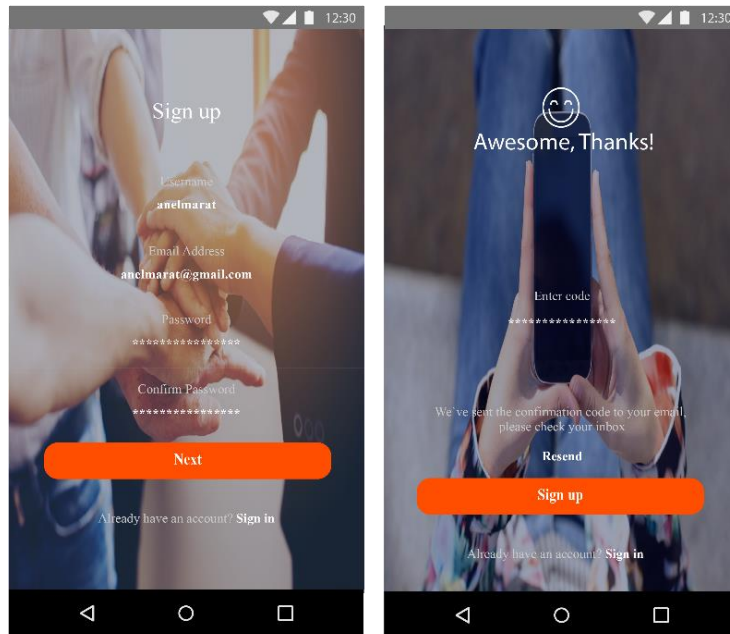 12:30
Sign up
Username
anelmarat
Email Address
anelmarat@gmail.com
Password
****************
Confirm Password
****************
Next
Already have an account? Sign in
12:30
Awesome, Thanks!
Enter code
****************
We've sent the confirmation code to your email,
please check your inbox
Resend
Sign up
Already have an account? Sign in